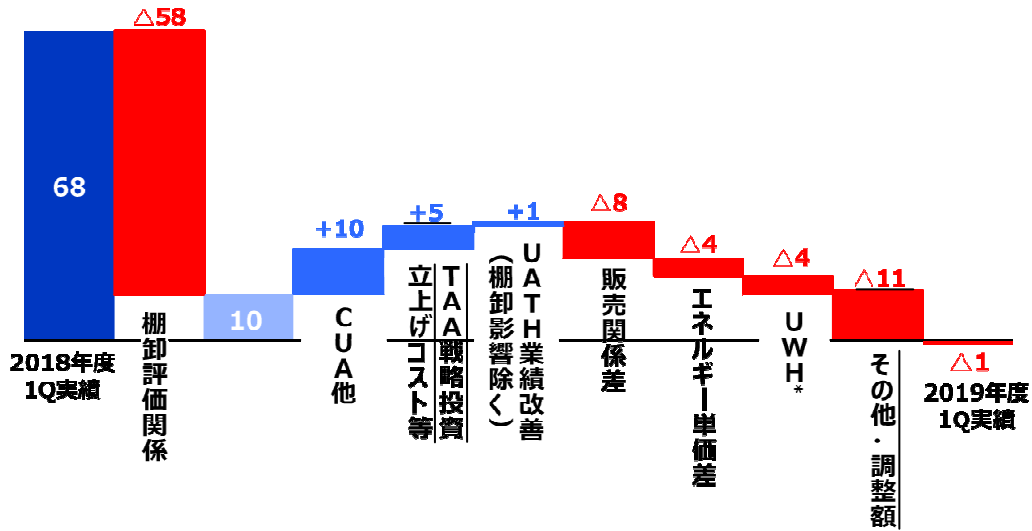 △58
68
10
+10
+5
+1
△8
△4
△4
△11
△1
2018年度
1Q実績
棚卸評価関係
CUA他
TAA戦略投資
立上げコスト等
UATH業績改善
(棚卸影響除く)
販売関係差
エネルギー単価差
UWH*
その他・調整額
2019年度
1Q実績